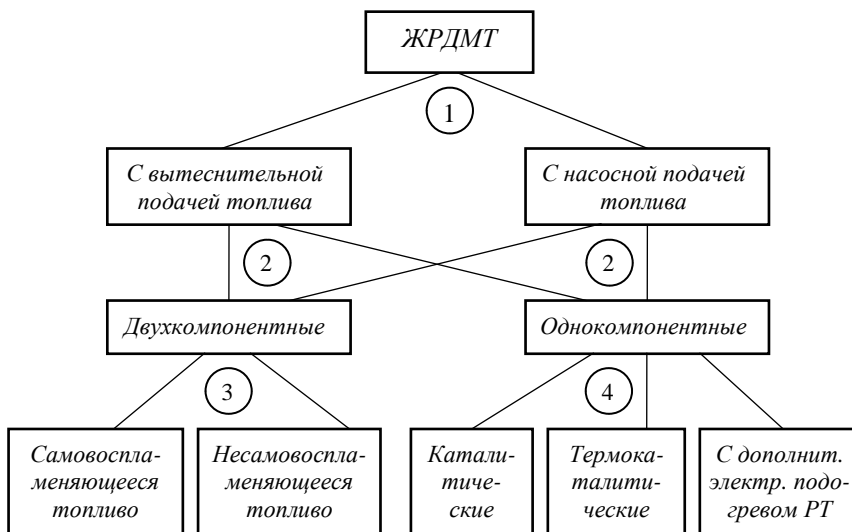 ЖРДМТ
1
С вытеснительной
подачей топлива
С насосной подачей
топлива
2
2
Двухкомпонентные
Однокомпонентные
3
4
Самовоспла-
меняющееся
топливо
Несамовоспла-
меняющееся
топливо
Катали-
тиче-
ские
Термока-
талити-
ческие
С дополнит.
электр. подо-
гревом РТ